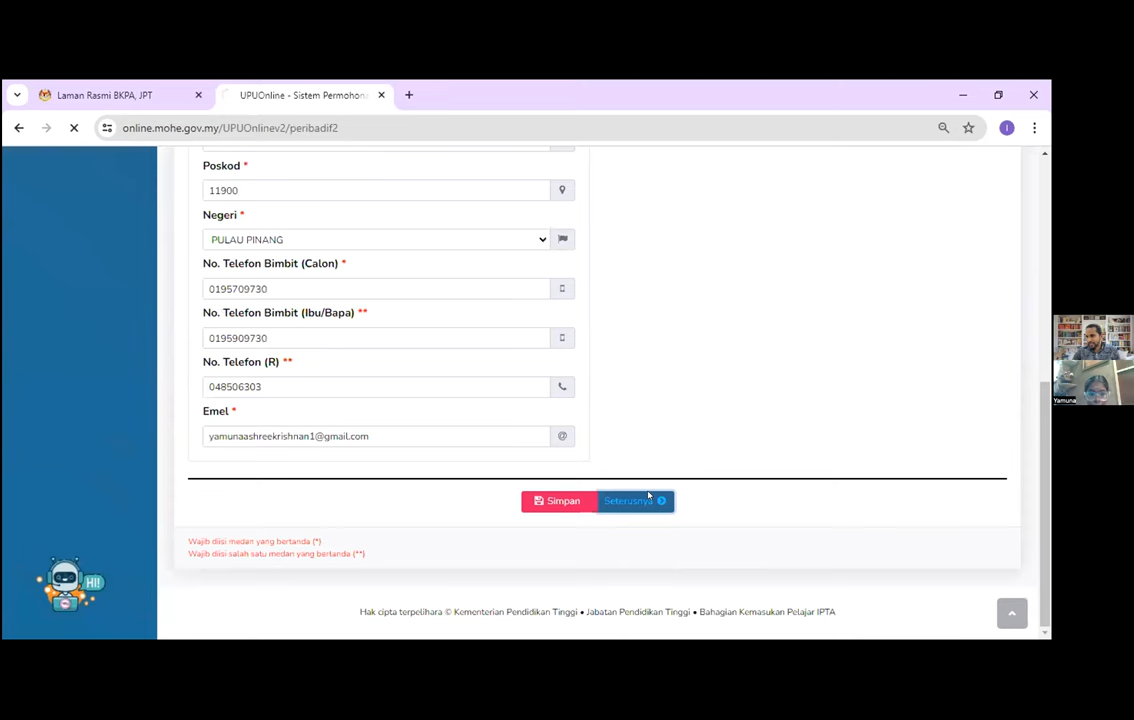 Laman Rasmi BKPA, JPT
UPUOnline - Sistem Permohona
online.mohe.gov.my/UPUOnlinev2/peribadif2
I
Poskod *
11900
Negeri *
PULAU PINANG
No. Telefon Bimbit (Calon) *
0195709730
No. Telefon Bimbit (Ibu/Bapa) **
0195909730
No. Telefon (R) **
048506303
Emel *
yamunaashreekrishnan1@gmail.com
@
Simpan
Seterusnya
Wajib diisi medan yang bertanda (*)
Wajib diisi salah satu medan yang bertanda (**)
HI!
Hak cipta terpelihara © Kementerian Pendidikan Tinggi • Jabatan Pendidikan Tinggi • Bahagian Kemasukan Pelajar IPTA
Yamuna